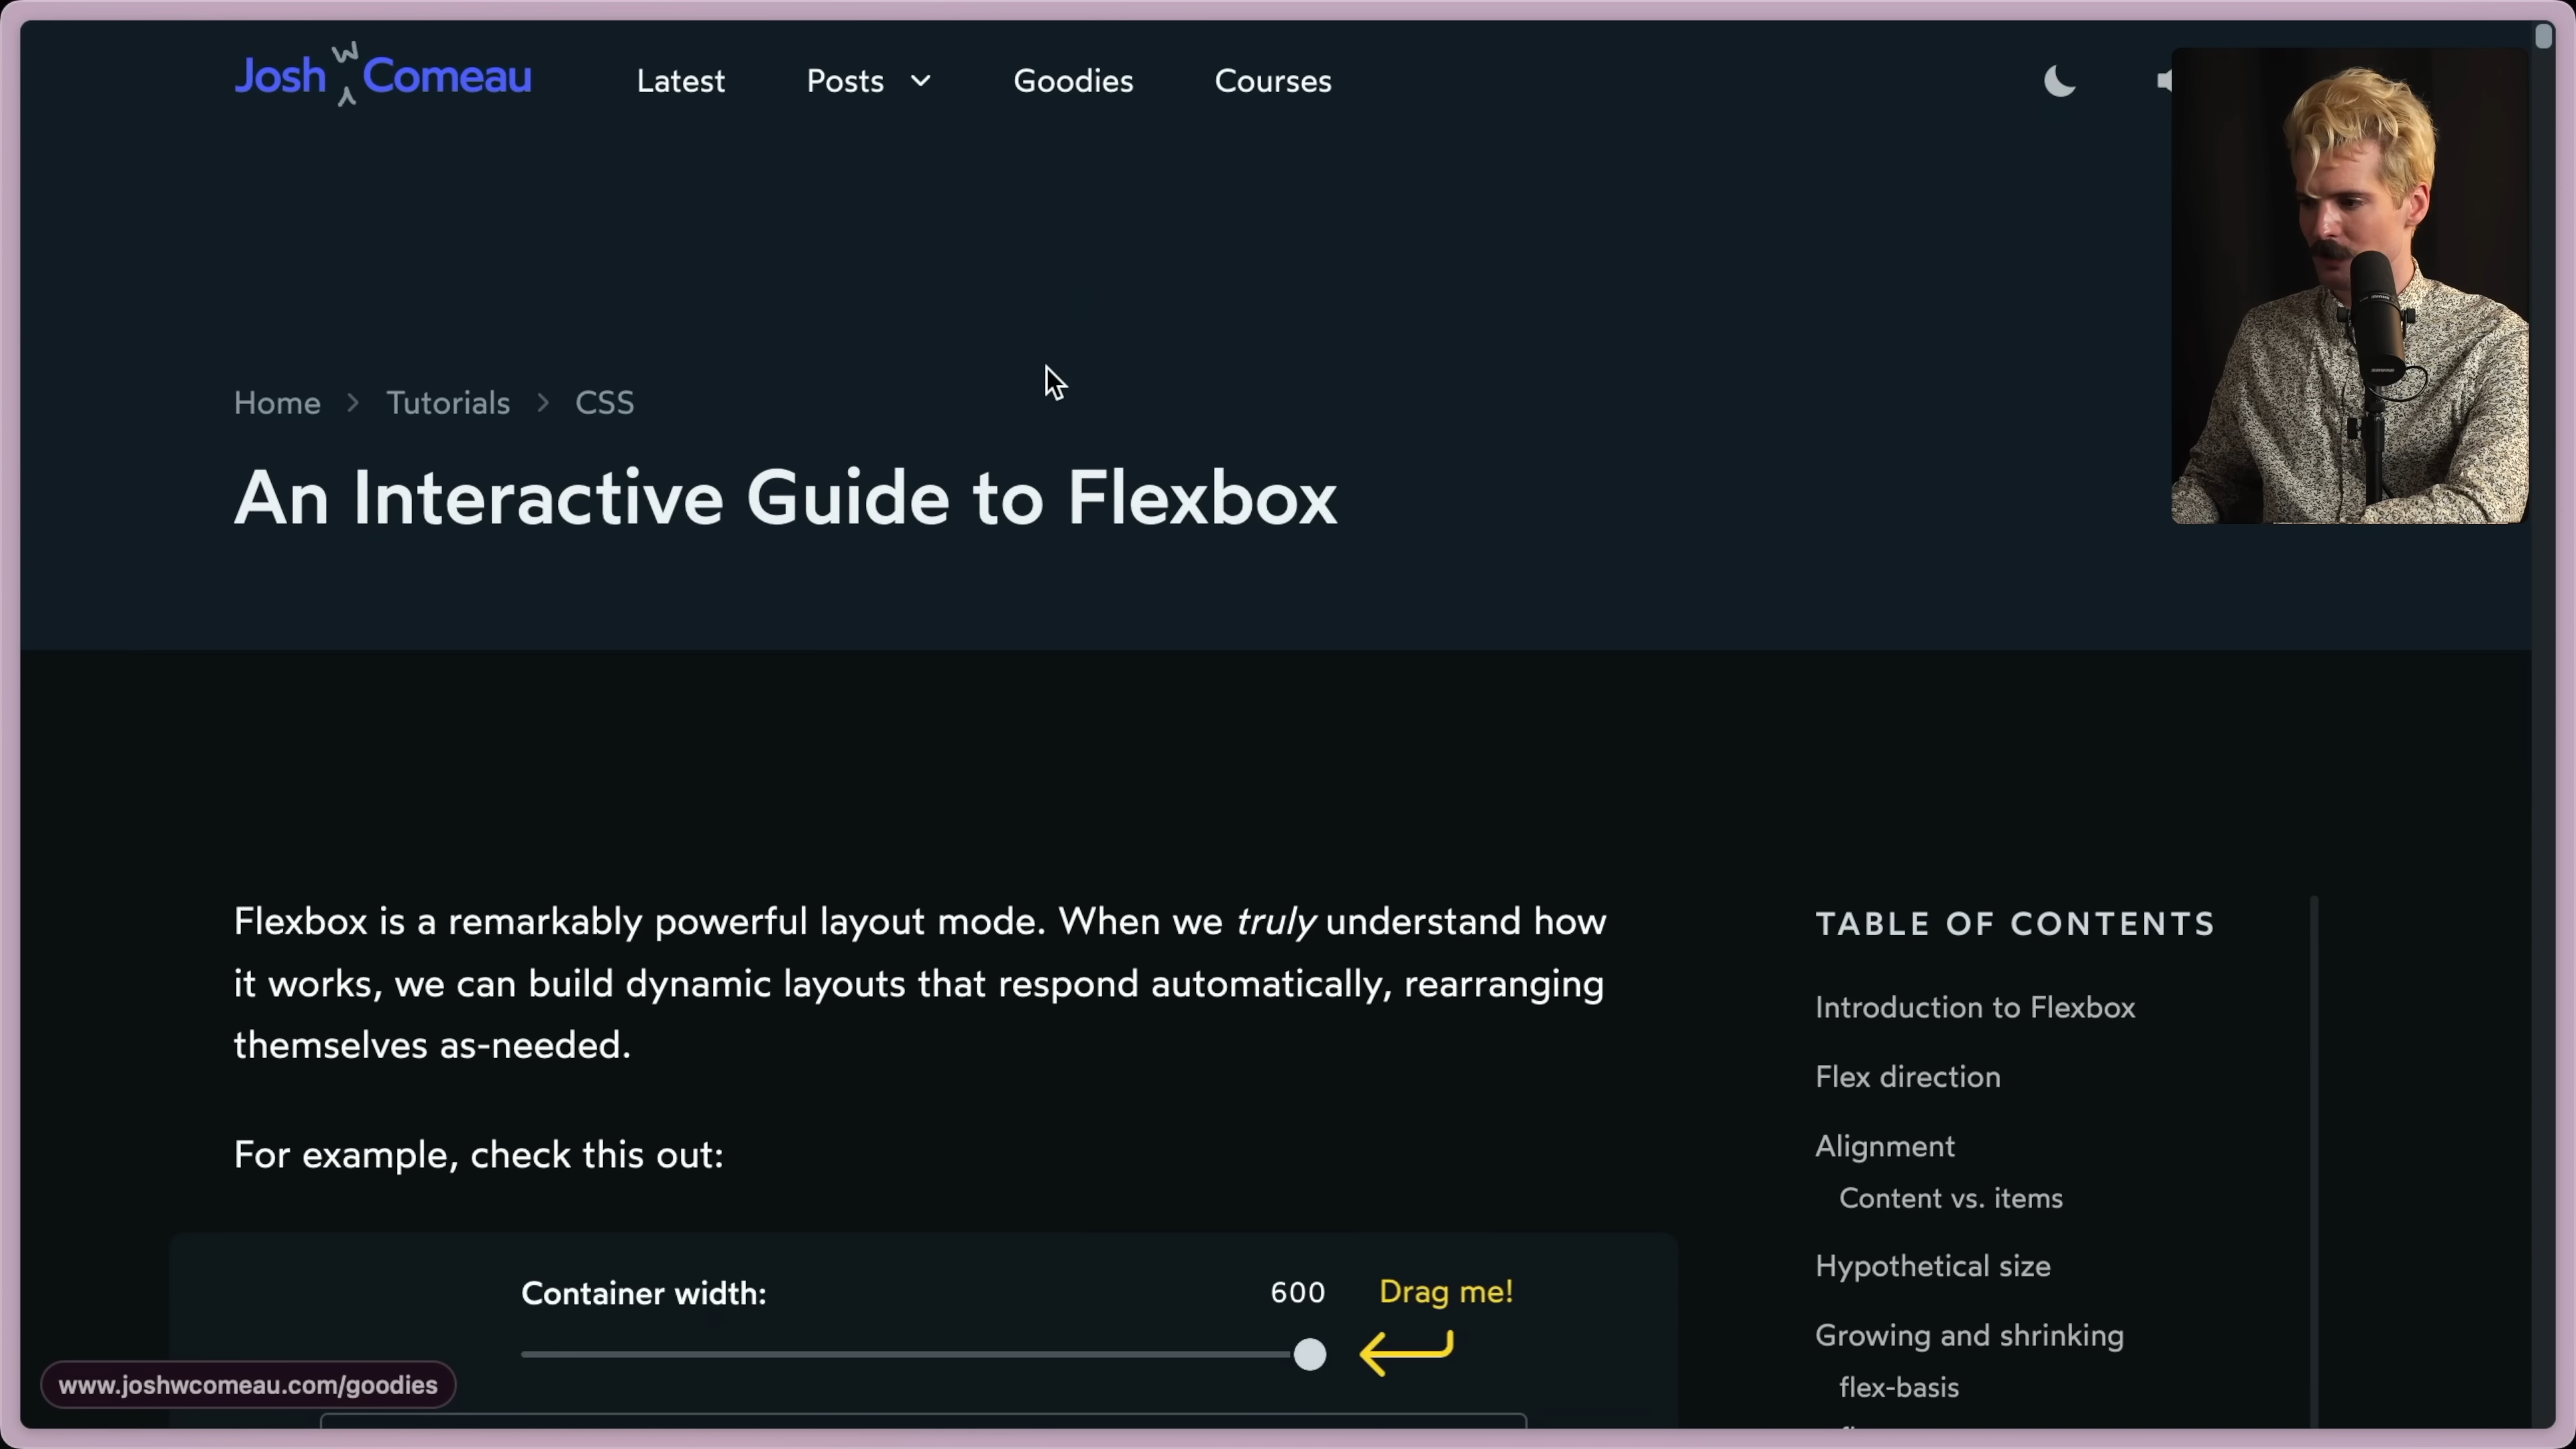 Josh W Comeau
Latest
Posts
Goodies
Courses
Home > Tutorials > CSS
An Interactive Guide to Flexbox
Flexbox is a remarkably powerful layout mode. When we truly understand how
it works, we can build dynamic layouts that respond automatically, rearranging
themselves as-needed.
For example, check this out:
Container width:
600
Drag me!
TABLE OF CONTENTS
Introduction to Flexbox
Flex direction
Alignment
Content vs. items
Hypothetical size
Growing and shrinking
flex-basis
www.joshwcomeau.com/goodies